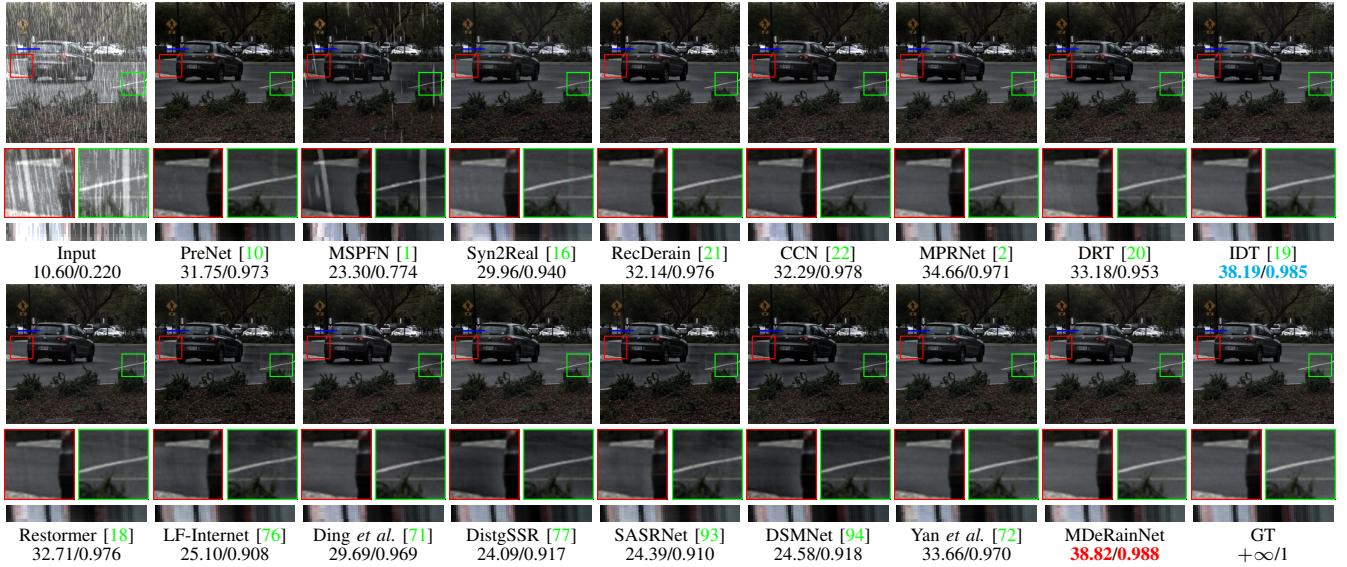 Input PreNet [10] MSPFN [1] Syn2Real [16] RecDerain [21] CCN [22] MPRNet [2] DRT [20] IDT [19]
10.60/0.220 31.75/0.973 23.30/0.774 29.96/0.940 32.14/0.976 32.29/0.978 34.66/0.971 33.18/0.953 38.19/0.985
Restormer [18] LF-Internet [76] Ding et al. [71] DistgSSR [77] SASRNet [93] DSMNet [94] Yan et al. [72] MDeRainNet GT
32.71/0.976 25.10/0.908 29.69/0.969 24.09/0.917 24.39/0.910 24.58/0.918 33.66/0.970 38.82/0.988 +∞/1